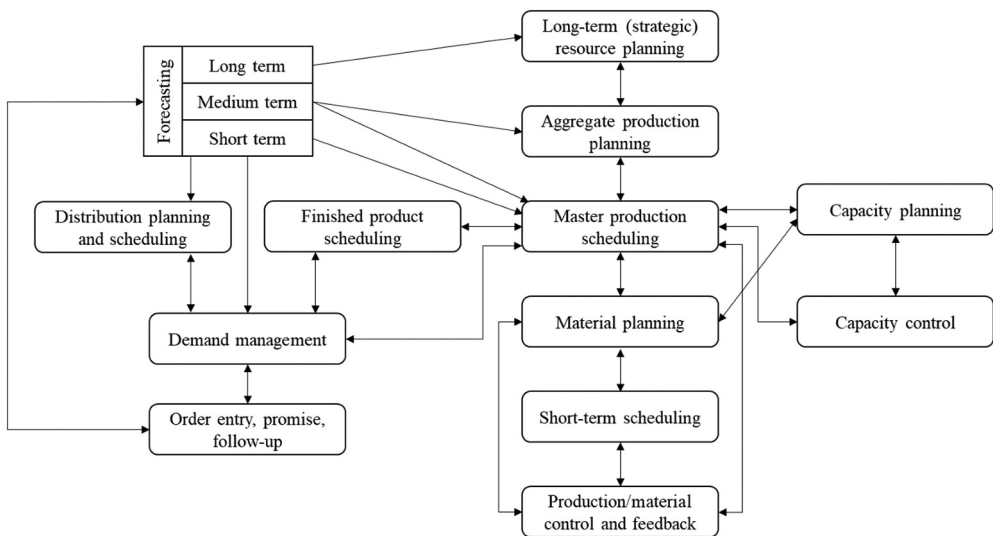 Long-term (strategic)
resource planning
Forecasting
Long term
Medium term
Short term
Aggregate production
planning
Distribution planning
and scheduling
Finished product
scheduling
Master production
scheduling
Capacity planning
Demand management
Material planning
Capacity control
Order entry, promise,
follow-up
Short-term scheduling
Production/material
control and feedback